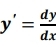 y′ = dy/dx